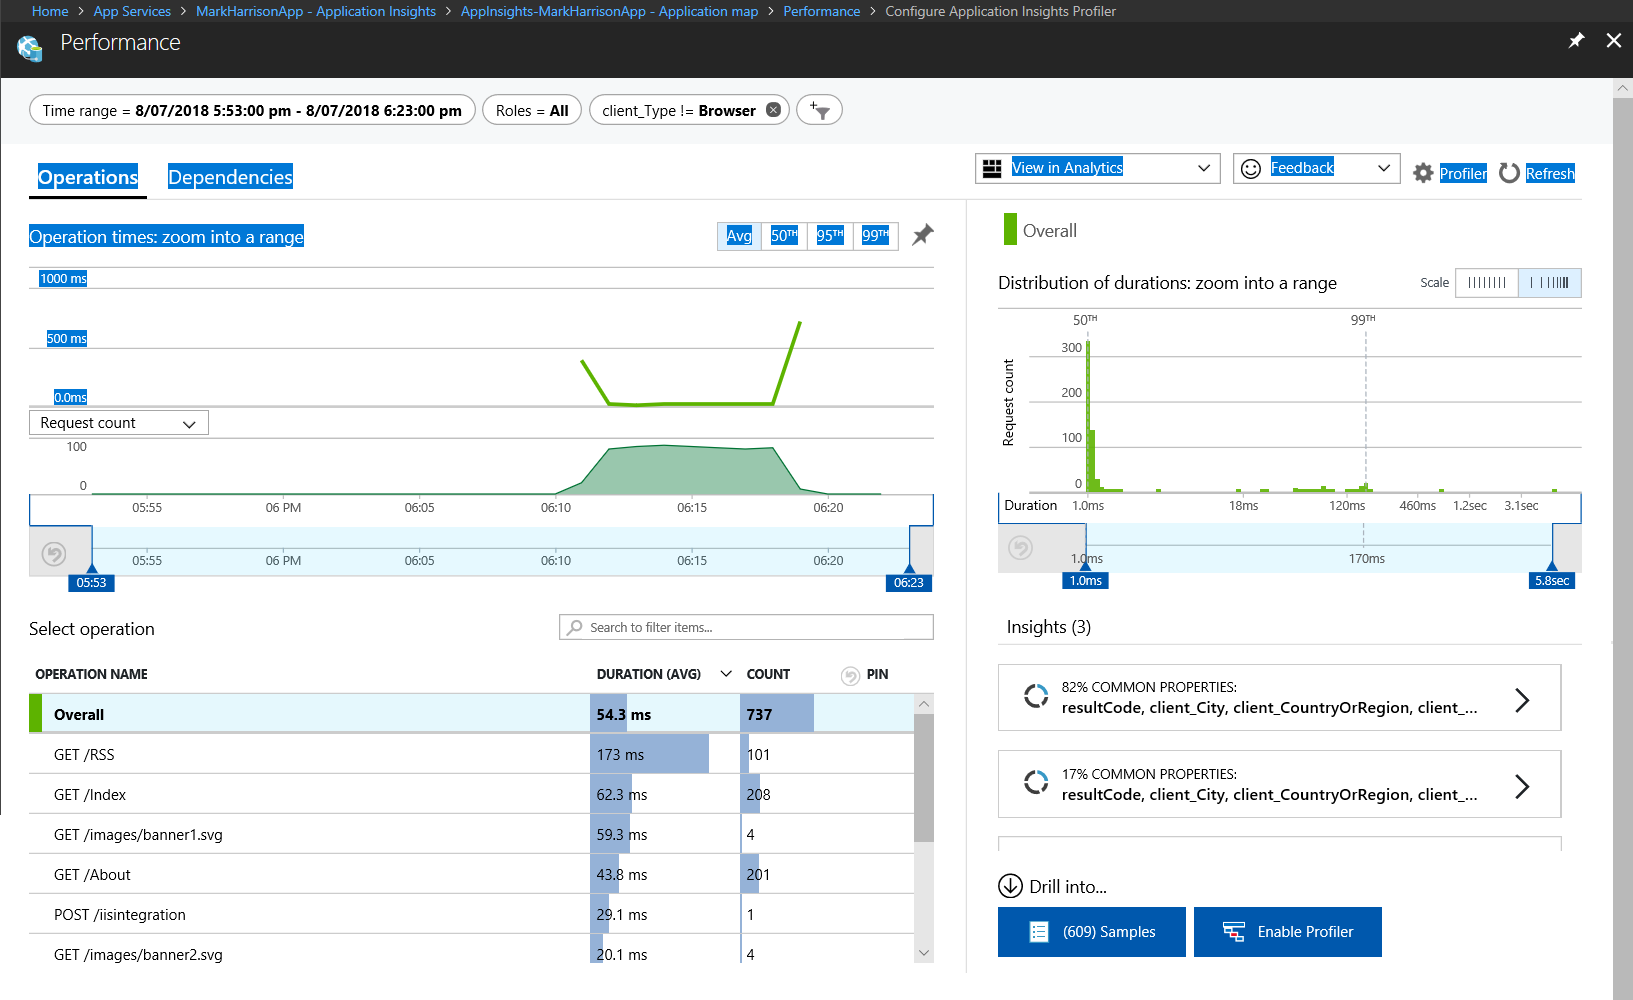 Home > App Services > MarkHarrisonApp - Application Insights > AppInsights-MarkHarrisonApp - Application map > Performance > Configure Application Insights Profiler
Performance
Time range = 8/07/2018 5:53:00 pm - 8/07/2018 6:23:00 pm
Roles = All
client_Type != Browser
Operations
Dependencies
View in Analytics
Feedback
Profiler
Refresh
Operation times: zoom into a range
Avg 50TH 95TH 99TH
1000 ms
500 ms
0.0ms
Request count
100
0
05:55 06 PM 06:05 06:10 06:15 06:20
05:55 06 PM 06:05 06:10 06:15 06:20
05:53 06:23
Select operation
Search to filter items...
OPERATION NAME DURATION (AVG) COUNT PIN
Overall 54.3 ms 737
GET /RSS 173 ms 101
GET /Index 62.3 ms 208
GET /images/banner1.svg 59.3 ms 4
GET /About 43.8 ms 201
POST /iisintegration 29.1 ms 1
GET /images/banner2.svg 20.1 ms 4
Overall
Distribution of durations: zoom into a range
Scale
50TH 99TH
Request count
300
200
100
0
Duration 1.0ms 18ms 120ms 460ms 1.2sec 3.1sec
1.0ms 170ms
1.0ms 5.8sec
Insights (3)
82% COMMON PROPERTIES:
resultCode, client_City, client_CountryOrRegion, client_...
17% COMMON PROPERTIES:
resultCode, client_City, client_CountryOrRegion, client_...
Drill into...
(609) Samples
Enable Profiler